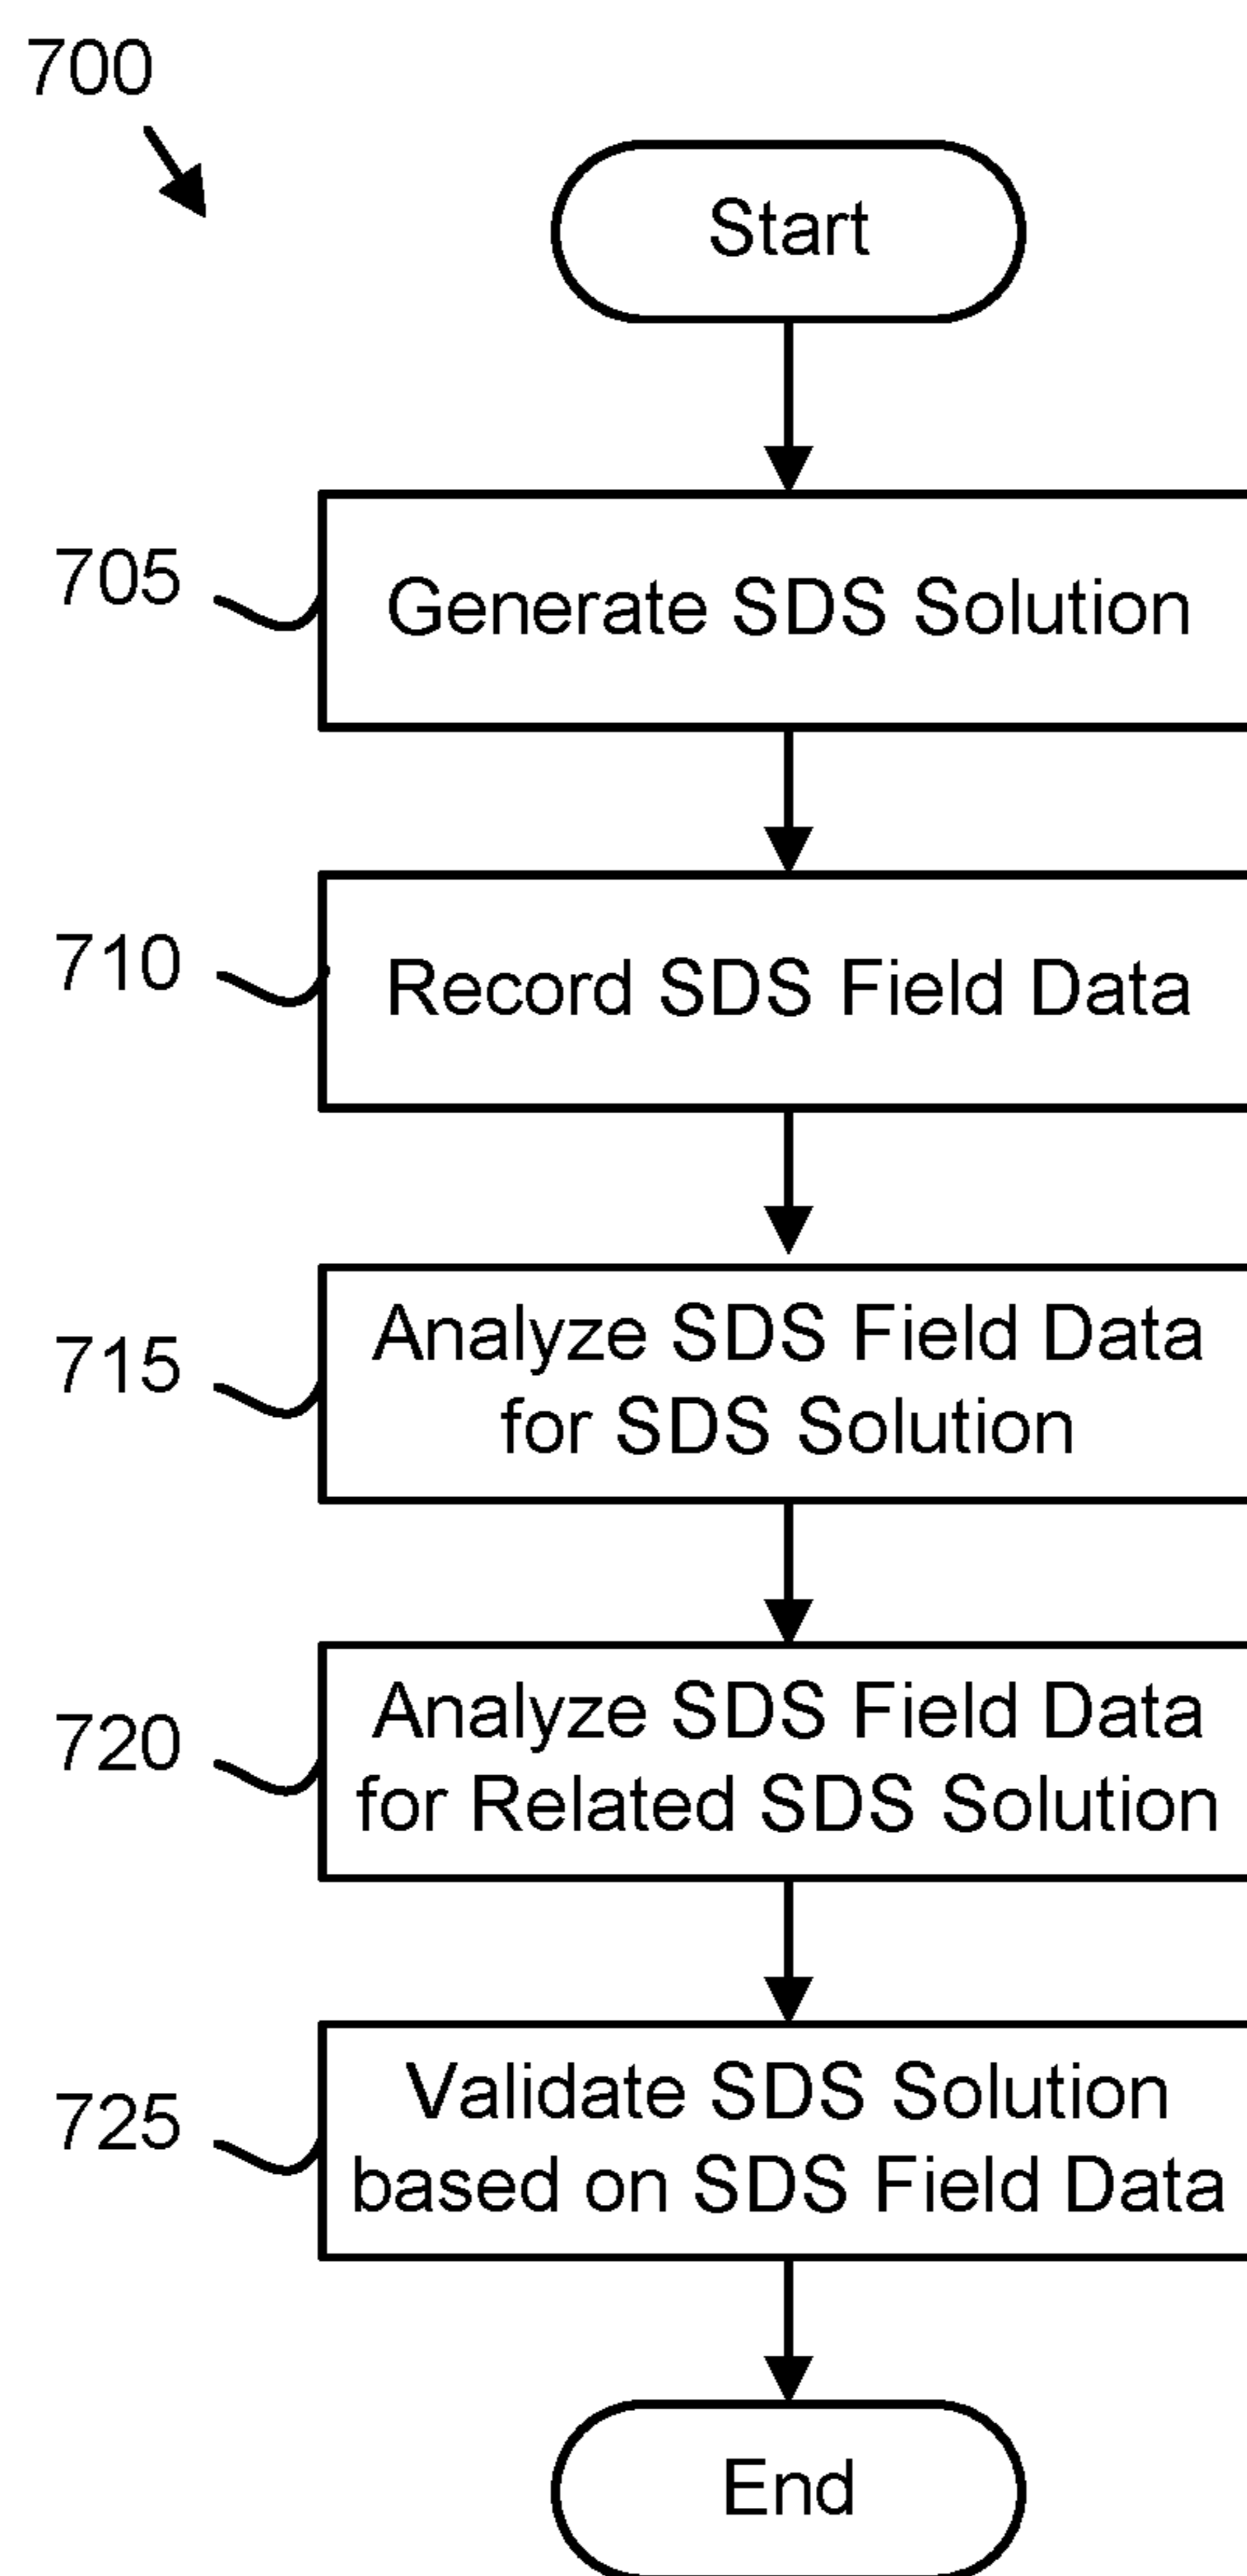 700
Start
705
Generate SDS Solution
710
Record SDS Field Data
715
Analyze SDS Field Data
for SDS Solution
720
Analyze SDS Field Data
for Related SDS Solution
725
Validate SDS Solution
based on SDS Field Data
End